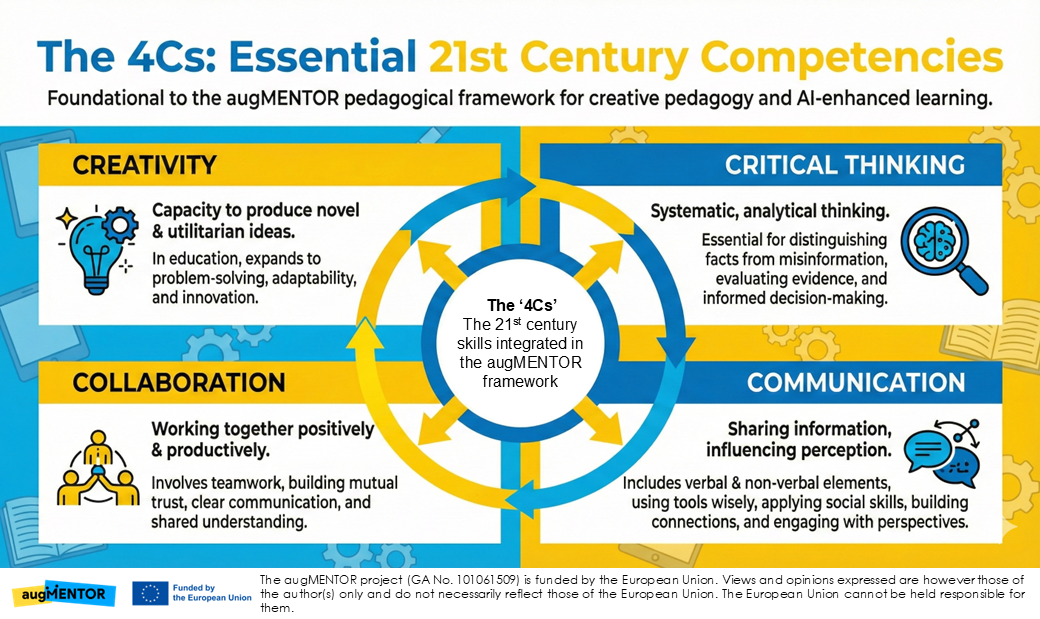 The 4Cs: Essential 21st Century Competencies
Foundational to the augMENTOR pedagogical framework for creative pedagogy and AI-enhanced learning.
CREATIVITY
Capacity to produce novel
& utilitarian ideas.
In education, expands to
problem-solving, adaptability,
and innovation.
CRITICAL THINKING
Systematic, analytical thinking.
Essential for distinguishing
facts from misinformation,
evaluating evidence, and
informed decision-making.
The ‘4Cs’
The 21st century
skills integrated in
the augMENTOR
framework
COLLABORATION
Working together positively
& productively.
Involves teamwork, building mutual
trust, clear communication, and
shared understanding.
COMMUNICATION
Sharing information,
influencing perception.
Includes verbal & non-verbal elements,
using tools wisely, applying social skills, building
connections, and engaging with perspectives.
augMENTOR
Funded by
the European Union
The augMENTOR project (GA No. 101061509) is funded by the European Union. Views and opinions expressed are however those of
the author(s) only and do not necessarily reflect those of the European Union. The European Union cannot be held responsible for
them.